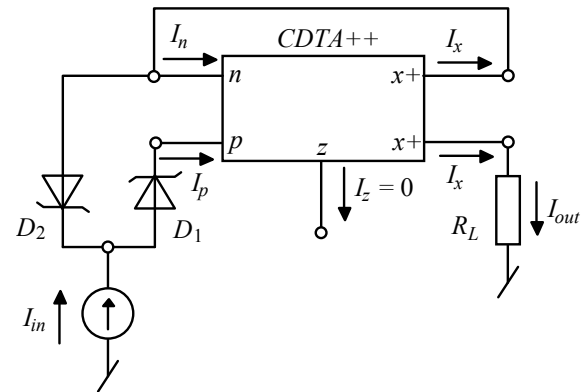 I_n
CDTA++
I_x
n
x+
p
x+
z
I_p
I_x
I_z = 0
D_2
D_1
R_L
I_out
I_in